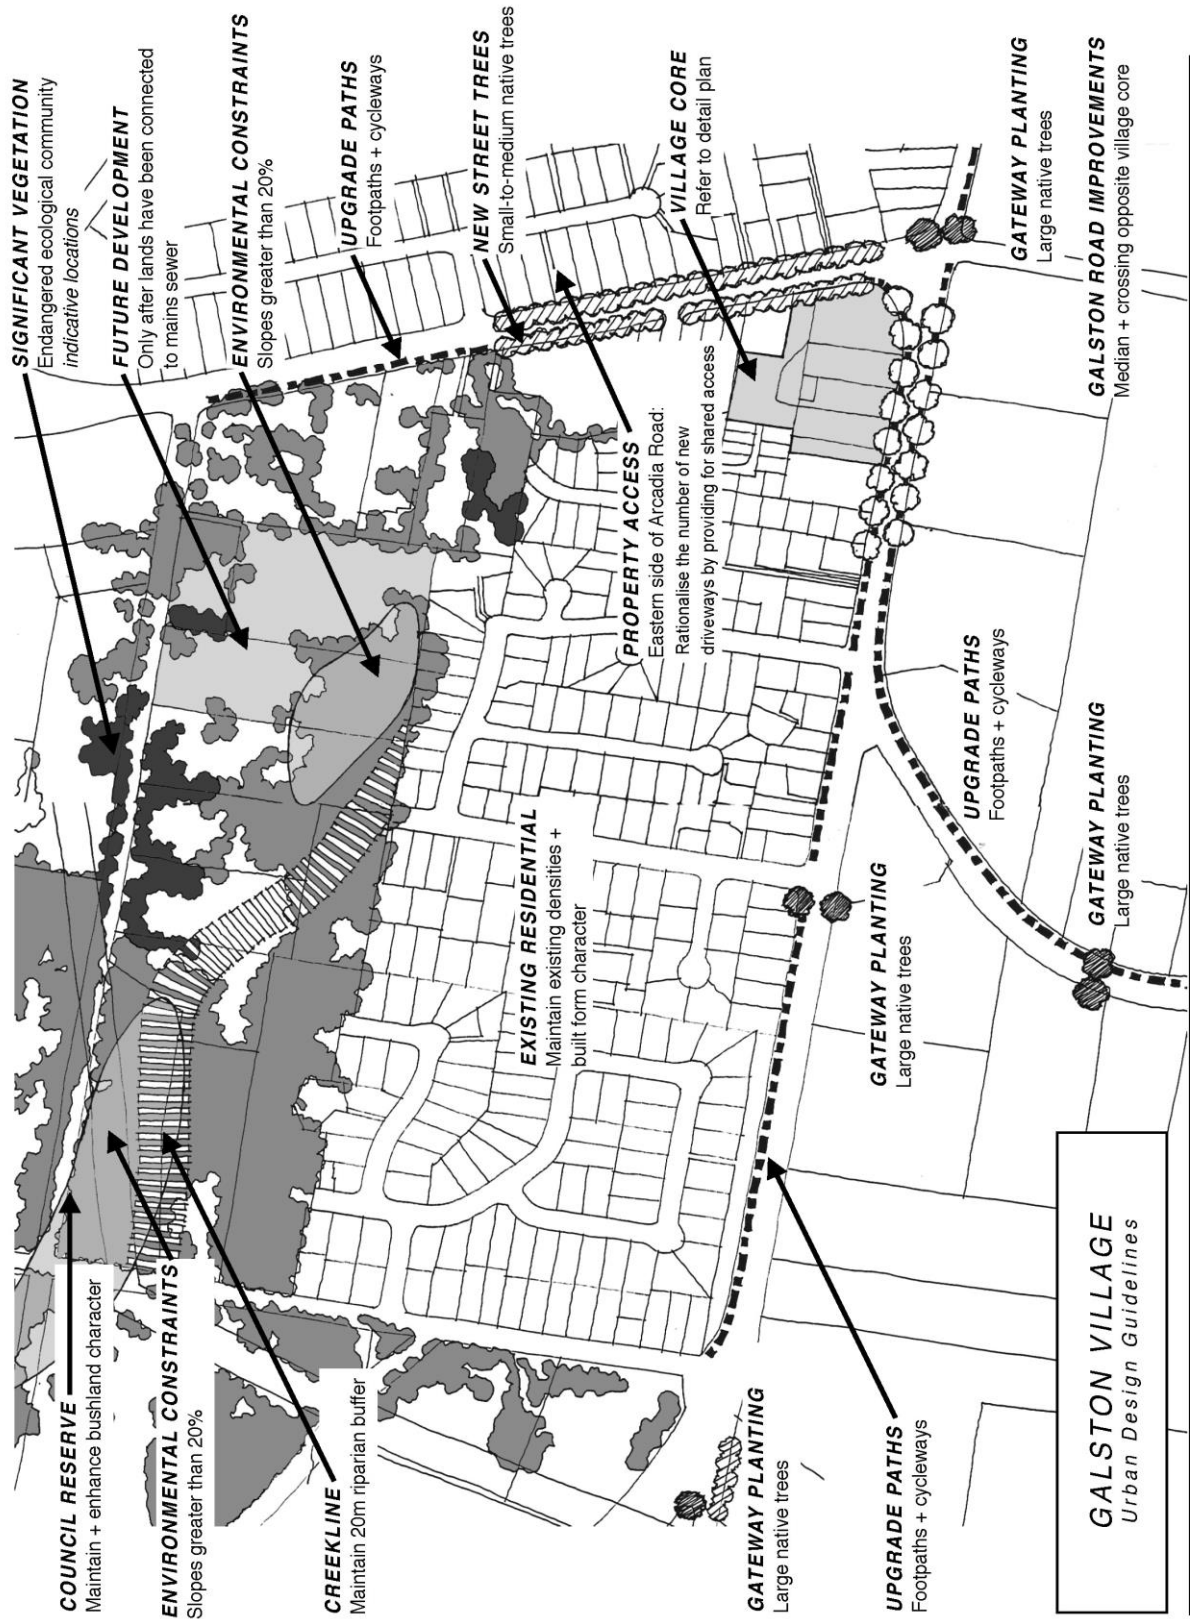 COUNCIL RESERVE
Maintain + enhance bushland character
ENVIRONMENTAL CONSTRAINTS
Slopes greater than 20%
CREEKLINE
Maintain 20m riparian buffer
GATEWAY PLANTING
Large native trees
UPGRADE PATHS
Footpaths + cycleways
EXISTING RESIDENTIAL
Maintain existing densities +
built form character
GATEWAY PLANTING
Large native trees
UPGRADE PATHS
Footpaths + cycleways
GATEWAY PLANTING
Large native trees
SIGNIFICANT VEGETATION
Endangered ecological community
indicative locations
FUTURE DEVELOPMENT
Only after lands have been connected
to mains sewer
ENVIRONMENTAL CONSTRAINTS
Slopes greater than 20%
UPGRADE PATHS
Footpaths + cycleways
NEW STREET TREES
Small-to-medium native trees
PROPERTY ACCESS
Eastern side of Arcadia Road:
Rationalise the number of new
driveways by providing for shared access
VILLAGE CORE
Refer to detail plan
GATEWAY PLANTING
Large native trees
GALSTON ROAD IMPROVEMENTS
Median + crossing opposite village core
GALSTON VILLAGE
Urban Design Guidelines